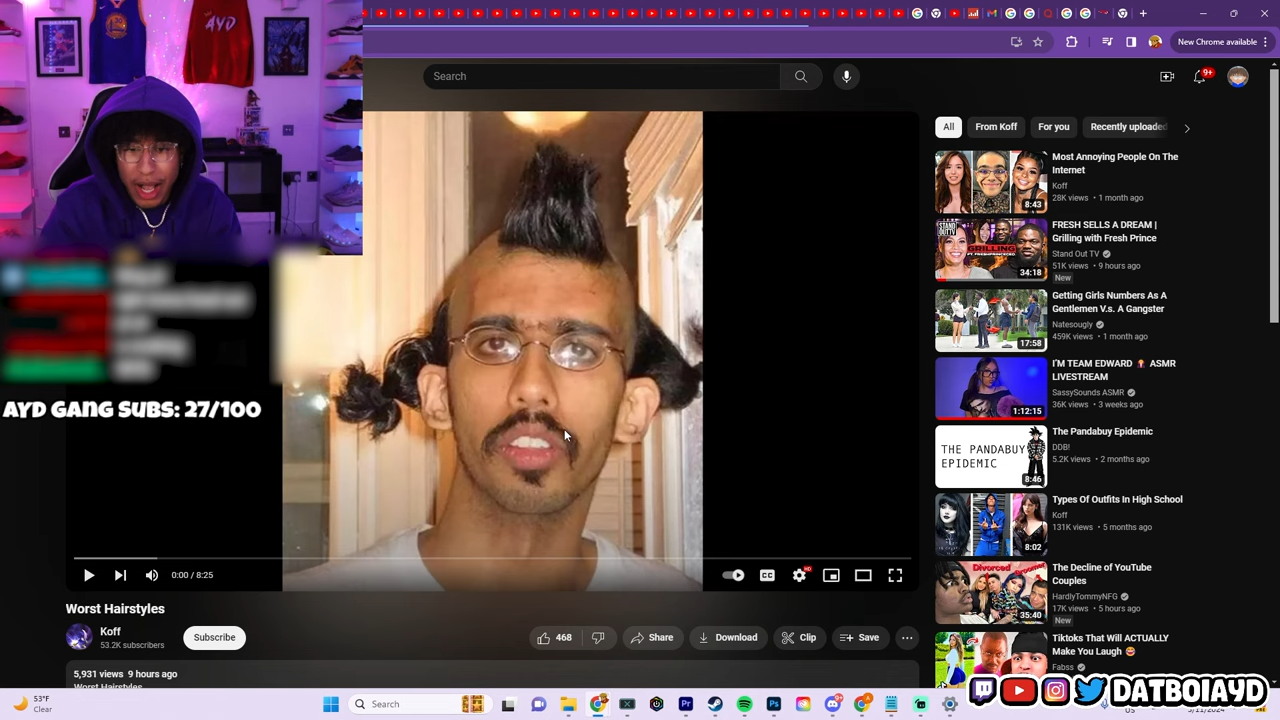 New Chrome available
Search
9+
AYD
AYD GANG SUBS: 27/100
0:00 / 8:25
Worst Hairstyles
Koff
53.2K subscribers
Subscribe
468
Share
Download
Clip
Save
5,931 views 9 hours ago
All
From Koff
For you
Recently uploaded
Most Annoying People On The
Internet
Koff
28K views • 1 month ago
8:43
FRESH SELLS A DREAM |
Grilling with Fresh Prince
Stand Out TV
51K views • 9 hours ago
New
STAND
OUT TV
GRILLING
34:18
Getting Girls Numbers As A
Gentlemen V.s. A Gangster
Natesougly
459K views • 1 month ago
17:58
I'M TEAM EDWARD ASMR
LIVESTREAM
SassySounds ASMR
36K views • 3 weeks ago
1:12:15
The Pandabuy Epidemic
DDB!
5.2K views • 2 months ago
THE PANDABUY
EPIDEMIC
8:46
Types Of Outfits In High School
Koff
131K views • 5 months ago
8:02
The Decline of YouTube
Couples
HardlyTommyNFG
17K views • 5 hours ago
New
Divorced
Groomer
35:40
Tiktoks That Will ACTUALLY
Make You Laugh
Fabss
DATBOIAYD
53°F
Clear
Search